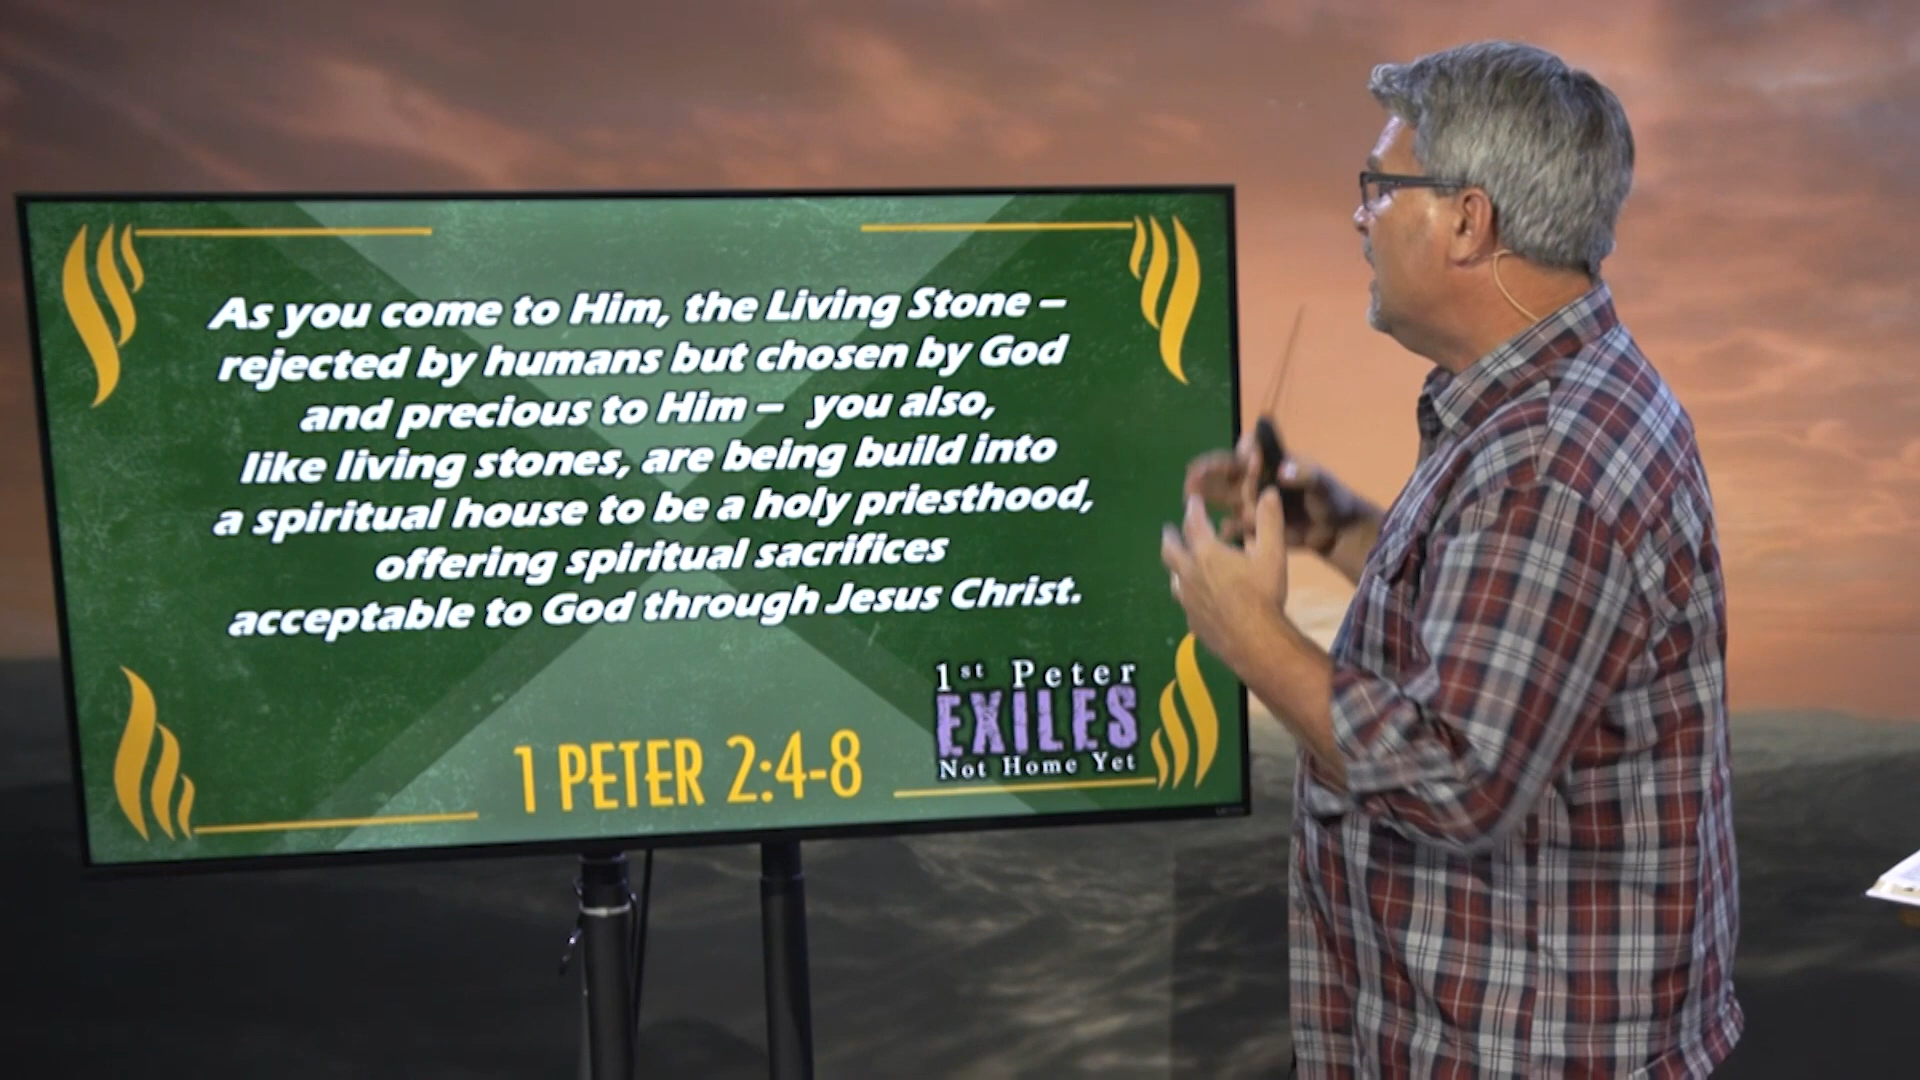 As you come to Him, the Living Stone –
rejected by humans but chosen by God
and precious to Him – you also,
like living stones, are being build into
a spiritual house to be a holy priesthood,
offering spiritual sacrifices
acceptable to God through Jesus Christ.
1st Peter
EXILES
Not Home Yet
1 PETER 2:4-8